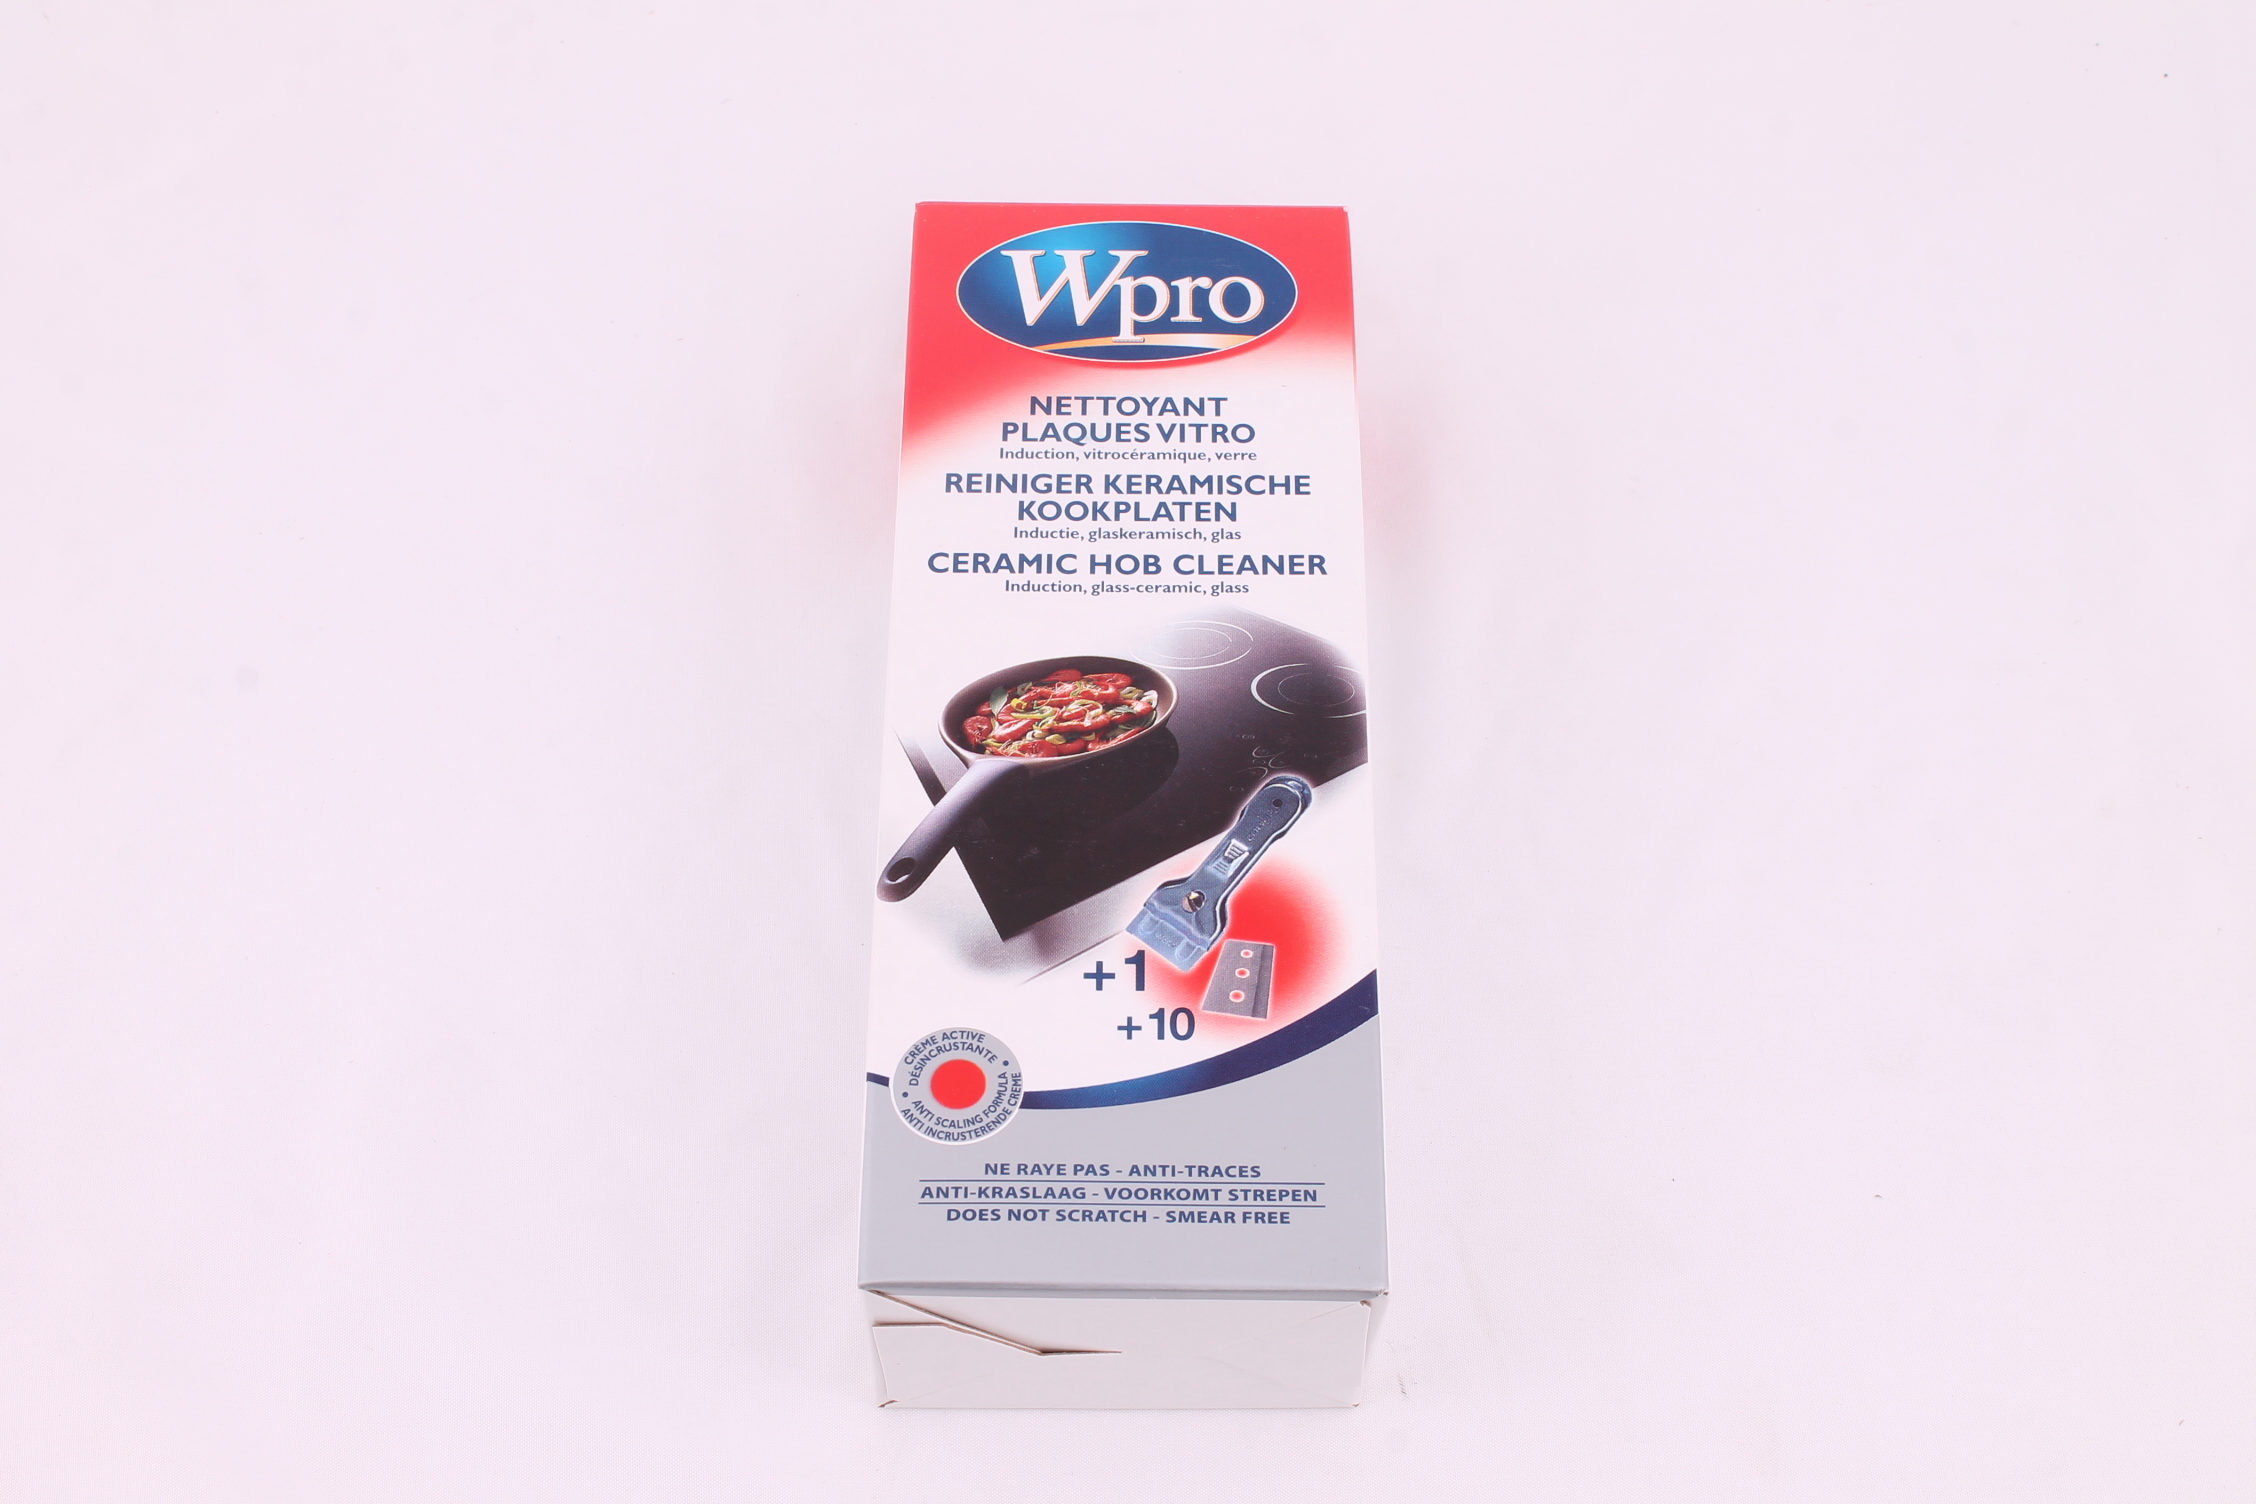 Wpro
NETTOYANT
PLAQUES VITRO
Induction, vitrocéramique, verre
REINIGER KERAMISCHE
KOOKPLATEN
Inductie, glaskeramisch, glas
CERAMIC HOB CLEANER
Induction, glass-ceramic, glass
+1
+10
CRÈME ACTIVE
DÉSINCRUSTANTE
ANTI SCALING FORMULA
ANTI INCRUSTERENDE CREME
NE RAYE PAS - ANTI-TRACES
ANTI-KRASLAAG - VOORKOMT STREPEN
DOES NOT SCRATCH - SMEAR FREE